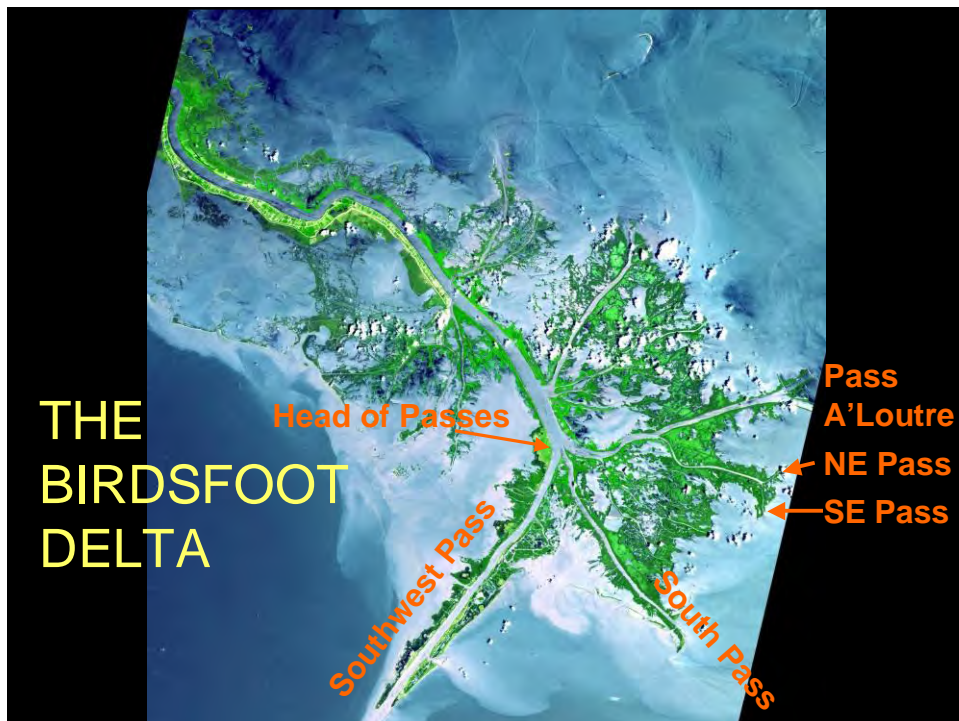 THE
BIRDSFOOT
DELTA
Head of Passes
Pass
A'Loutre
NE Pass
SE Pass
Southwest Pass
South Pass